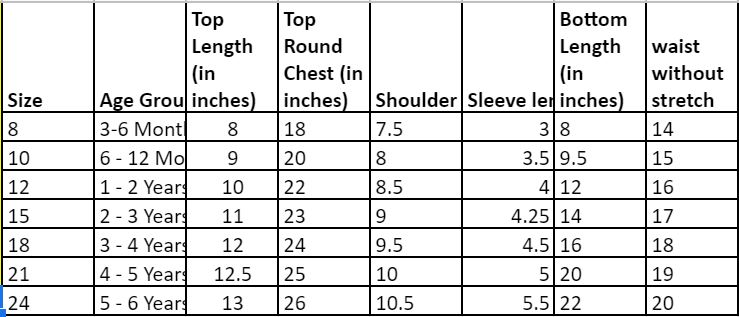 Size Age Grou Top Length (in inches) Top Round Chest (in inches) Shoulder Sleeve ler Bottom Length (in inches) waist without stretch
8 3-6 Montl 8 18 7.5 3 8 14
10 6 - 12 Mo 9 20 8 3.5 9.5 15
12 1 - 2 Years 10 22 8.5 4 12 16
15 2 - 3 Years 11 23 9 4.25 14 17
18 3 - 4 Years 12 24 9.5 4.5 16 18
21 4 - 5 Years 12.5 25 10 5 20 19
24 5 - 6 Years 13 26 10.5 5.5 22 20